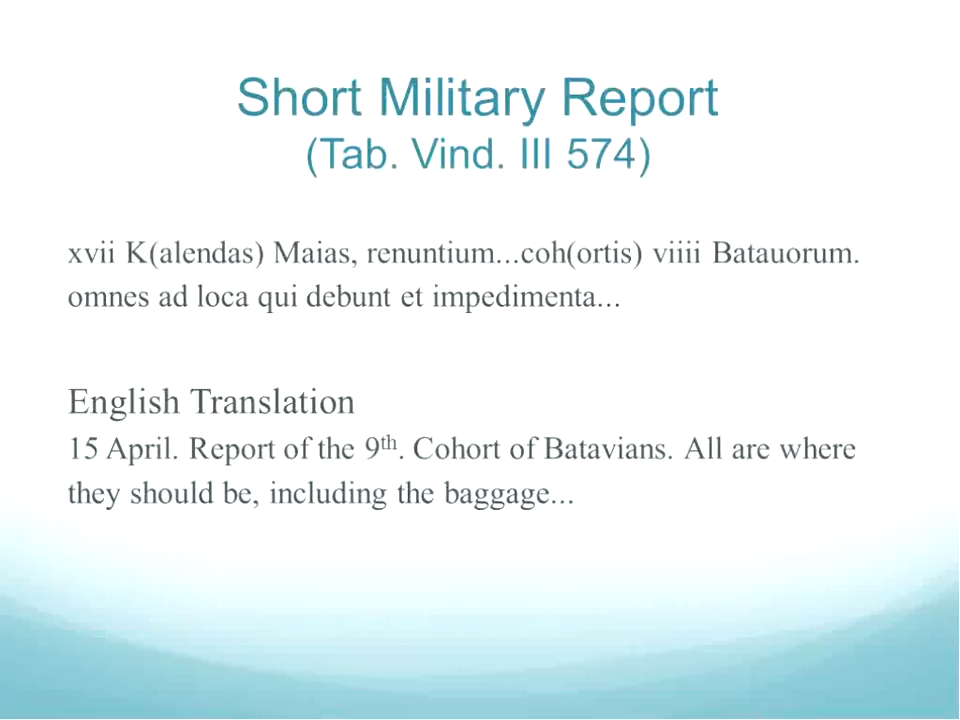 Short Military Report
(Tab. Vind. III 574)
xvii K(alendas) Maias, renuntium...coh(ortis) viiii Batauorum.
omnes ad loca qui debunt et impedimenta...
English Translation
15 April. Report of the 9th. Cohort of Batavians. All are where
they should be, including the baggage...